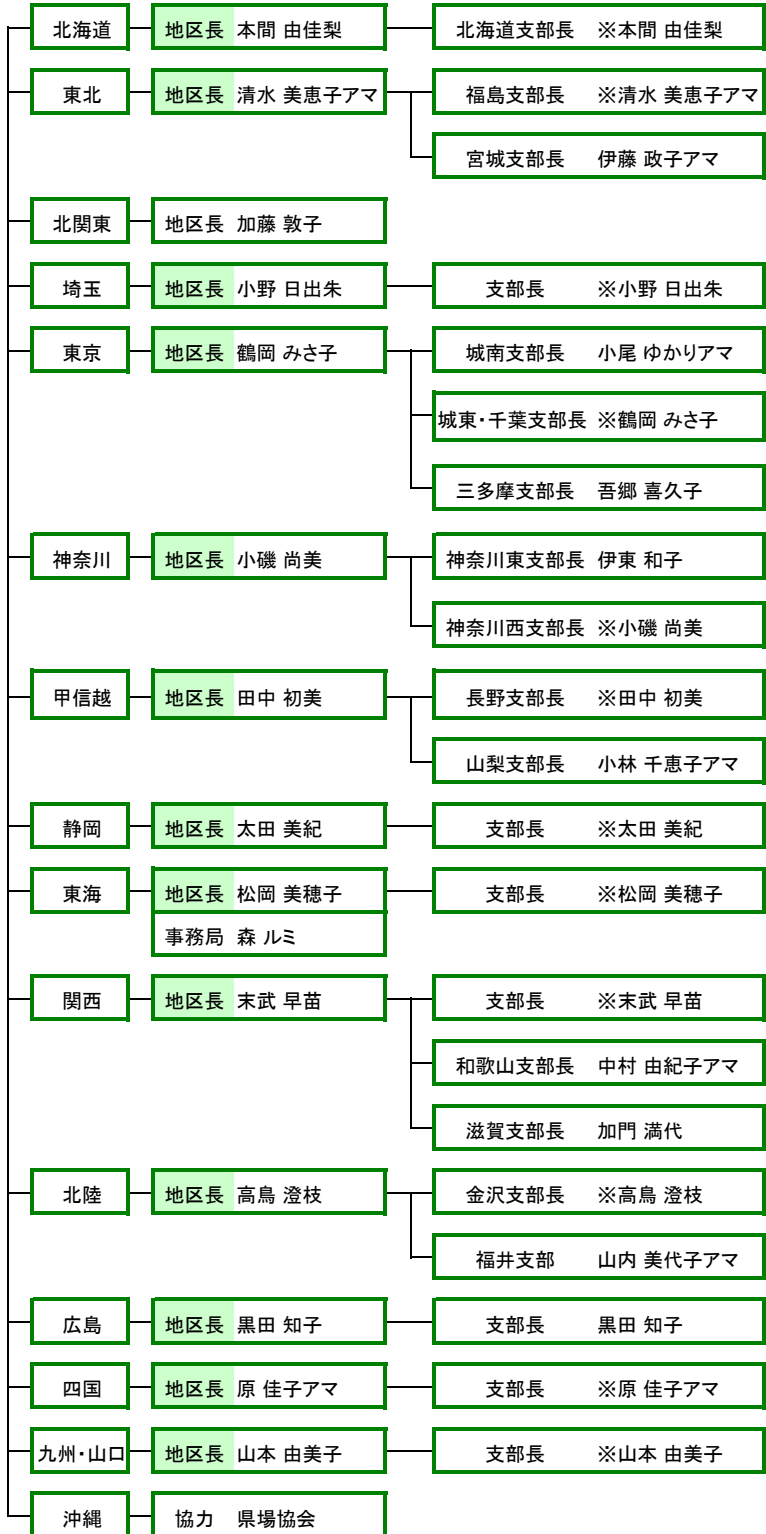 北海道 地区長 本間 由佳梨 北海道支部長 ※本間 由佳梨
東北 地区長 清水 美恵子アマ 福島支部長 ※清水 美恵子アマ
宮城支部長 伊藤 政子アマ
北関東 地区長 加藤 敦子
埼玉 地区長 小野 日出朱 支部長 ※小野 日出朱
東京 地区長 鶴岡 みさ子 城南支部長 小尾 ゆかりアマ
城東・千葉支部長 ※鶴岡 みさ子
三多摩支部長 吾郷 喜久子
神奈川 地区長 小磯 尚美 神奈川東支部長 伊東 和子
神奈川西支部長 ※小磯 尚美
甲信越 地区長 田中 初美 長野支部長 ※田中 初美
山梨支部長 小林 千恵子アマ
静岡 地区長 太田 美紀 支部長 ※太田 美紀
東海 地区長 松岡 美穂子 支部長 ※松岡 美穂子
事務局 森 ルミ
関西 地区長 末武 早苗 支部長 ※末武 早苗
和歌山支部長 中村 由紀子アマ
滋賀支部長 加門 満代
北陸 地区長 高鳥 澄枝 金沢支部長 ※高鳥 澄枝
福井支部 山内 美代子アマ
広島 地区長 黒田 知子 支部長 黒田 知子
四国 地区長 原 佳子アマ 支部長 ※原 佳子アマ
九州・山口 地区長 山本 由美子 支部長 ※山本 由美子
沖縄 協力 県場協会